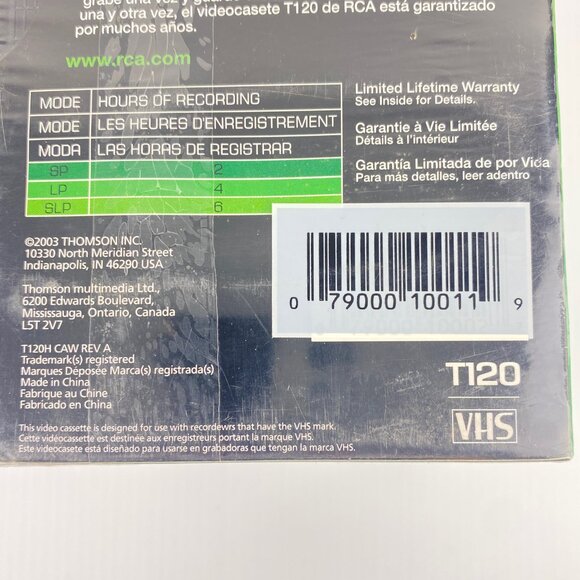 grabe una vez y guarde
una y otra vez, el videocasete T120 de RCA está garantizado
por muchos años.
www.rca.com
MODE HOURS OF RECORDING
MODE LES HEURES D'ENREGISTREMENT
MODA LAS HORAS DE REGISTRAR
SP 2
LP 4
SLP 6
Limited Lifetime Warranty
See Inside for Details.
Garantie à Vie Limitée
Détails à l'intérieur
Garantía Limitada de por Vida
Para más detalles, leer adentro
©2003 THOMSON INC.
10330 North Meridian Street
Indianapolis, IN 46290 USA
Thomson multimedia Ltd.,
6200 Edwards Boulevard,
Mississauga, Ontario, Canada
L5T 2V7
0 79000 10011 9
T120H CAW REV A
Trademark(s) registered
Marques Déposée Marca(s) registrada(s)
Made in China
Fabrique au Chine
Fabricado en China
T120
VHS
This video cassette is designed for use with recordewrs that have the VHS mark.
Cette vidéocassette est destinée aux enregistreurs portant la marque VHS.
Este videocassette está diseñado para usarse en grabadoras que tengan la marca VHS.